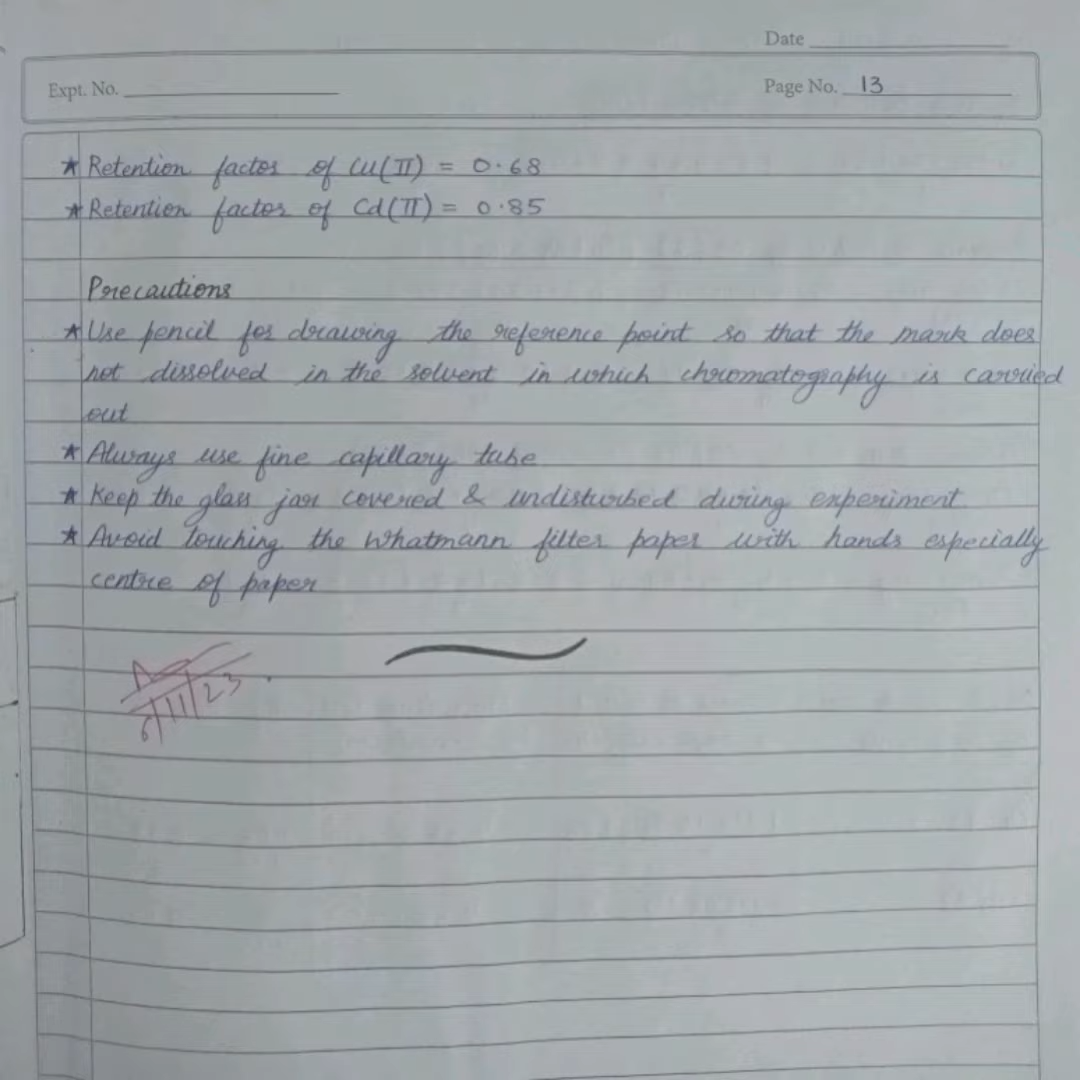 Date
Expt. No.
Page No. 13
★ Retention factor of Cu(II) = 0.68
★ Retention factor of Cd(II) = 0.85
Precautions
★ Use pencil for drawing the reference point so that the mark does
not dissolved in the solvent in which chromatography is carried
out
★ Always use fine capillary tube
★ Keep the glass jar covered & undisturbed during experiment
★ Avoid touching the Whatmann filter paper with hands especially
centre of paper
6/11/23